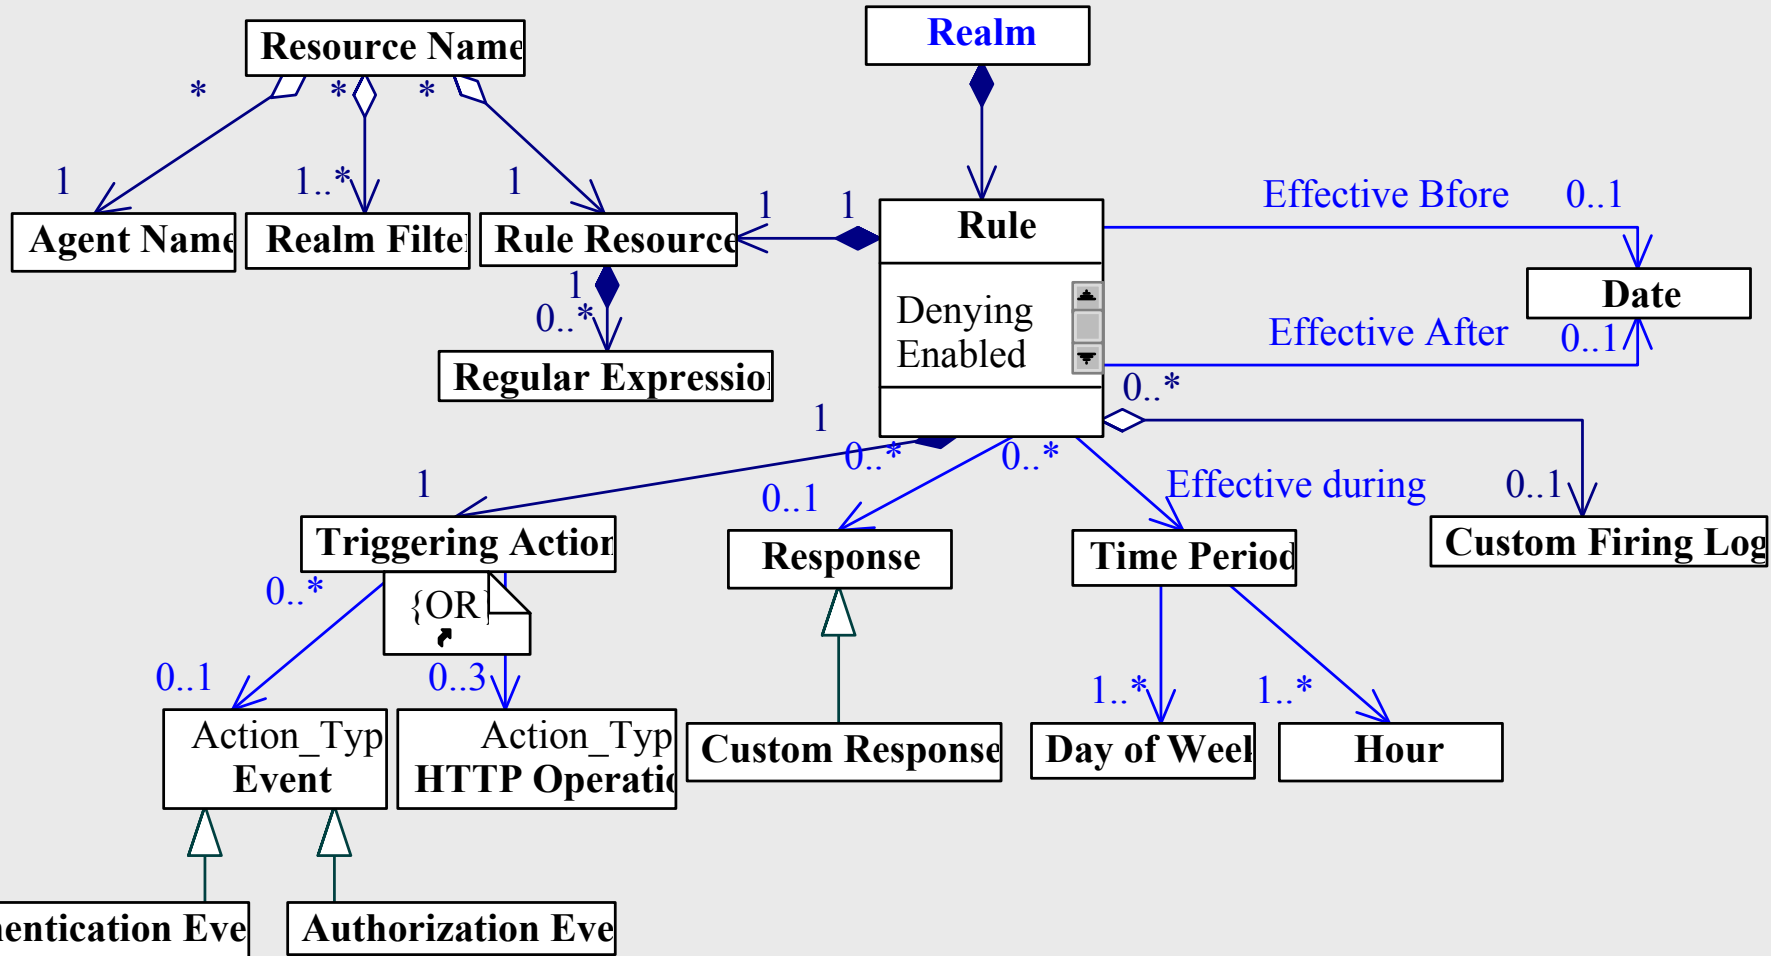 Resource Name
Realm
*
*
*
1
1..*
1
1
1
Effective Bfore
0..1
Agent Name
Realm Filte
Rule Resource
Rule
Date
1
0..*
Denying
Enabled
Effective After
0..1
Regular Expressio
0..*
1
0..*
0..*
1
0..1
Effective during
0..1
Triggering Action
Response
Time Period
Custom Firing Log
0..*
{OR}
0..1
0..3
1..*
1..*
Action_Typ
Event
Action_Typ
HTTP Operatio
Custom Response
Day of Week
Hour
entication Eve
Authorization Eve